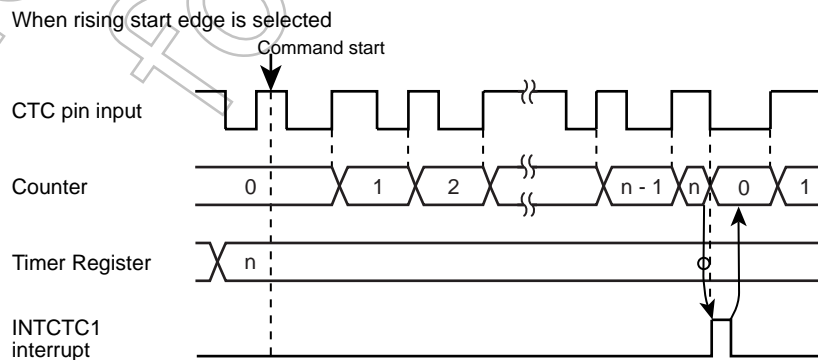 When rising start edge is selected
Command start
CTC pin input
Counter
0
1
2
n - 1
n
0
1
Timer Register
n
INTCTC1
interrupt